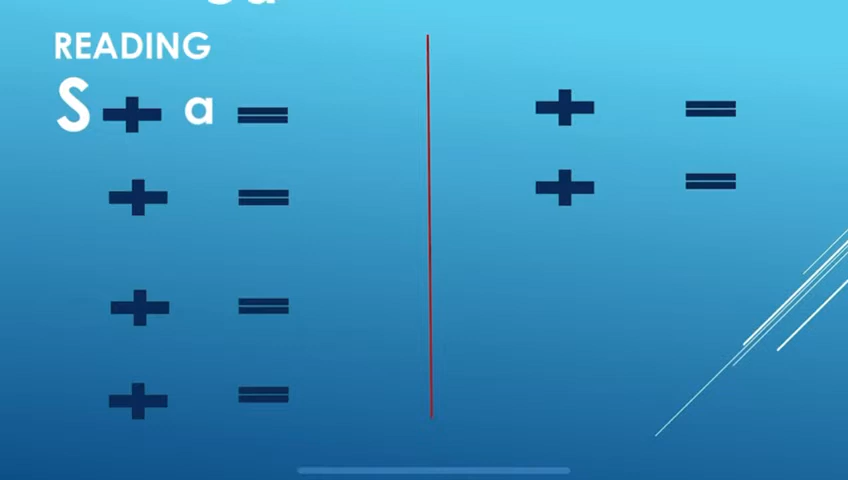 READING
S + a =
+ =
+ =
+ =
+ =
+ =